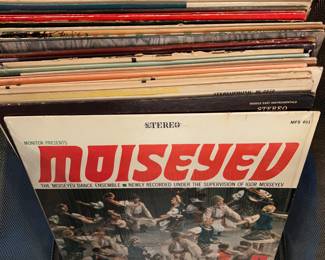 STEREO
STEREO
MONITOR PRESENTS
MFS 451
MOISEYEV
THE MOISEYEV DANCE ENSEMBLE ■ NEWLY RECORDED UNDER THE SUPERVISION OF IGOR MOISEYEV